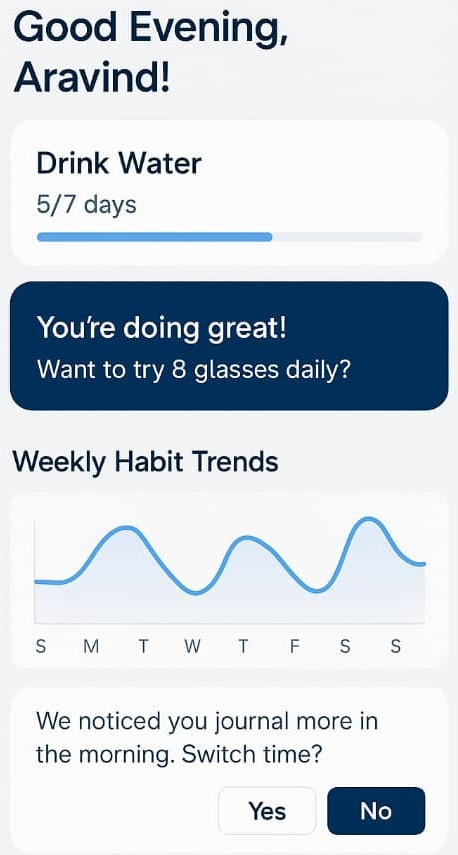 Good Evening,
Aravind!
Drink Water
5/7 days
You're doing great!
Want to try 8 glasses daily?
Weekly Habit Trends
S M T W T F S S
We noticed you journal more in
the morning. Switch time?
Yes No